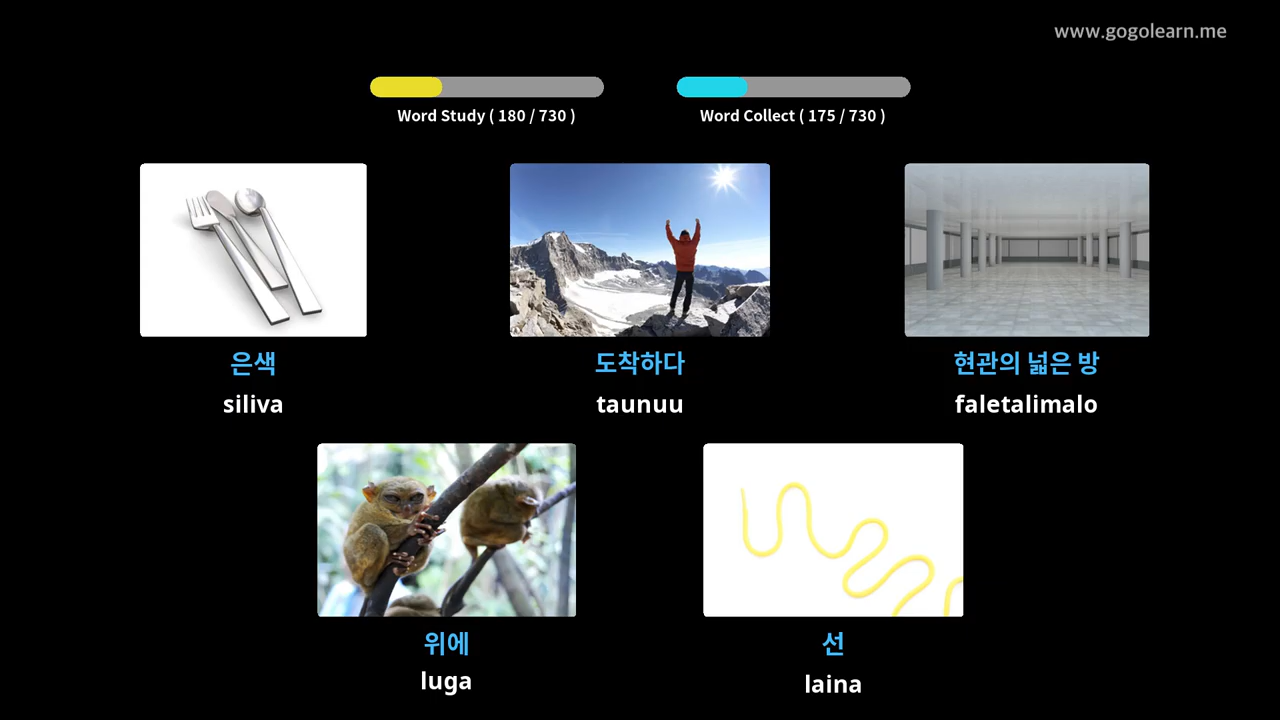 www.gogolearn.me
Word Study ( 180 / 730 )
Word Collect ( 175 / 730 )
은색
siliva
도착하다
taunuu
현관의 넓은 방
faletalimalo
위에
luga
선
laina